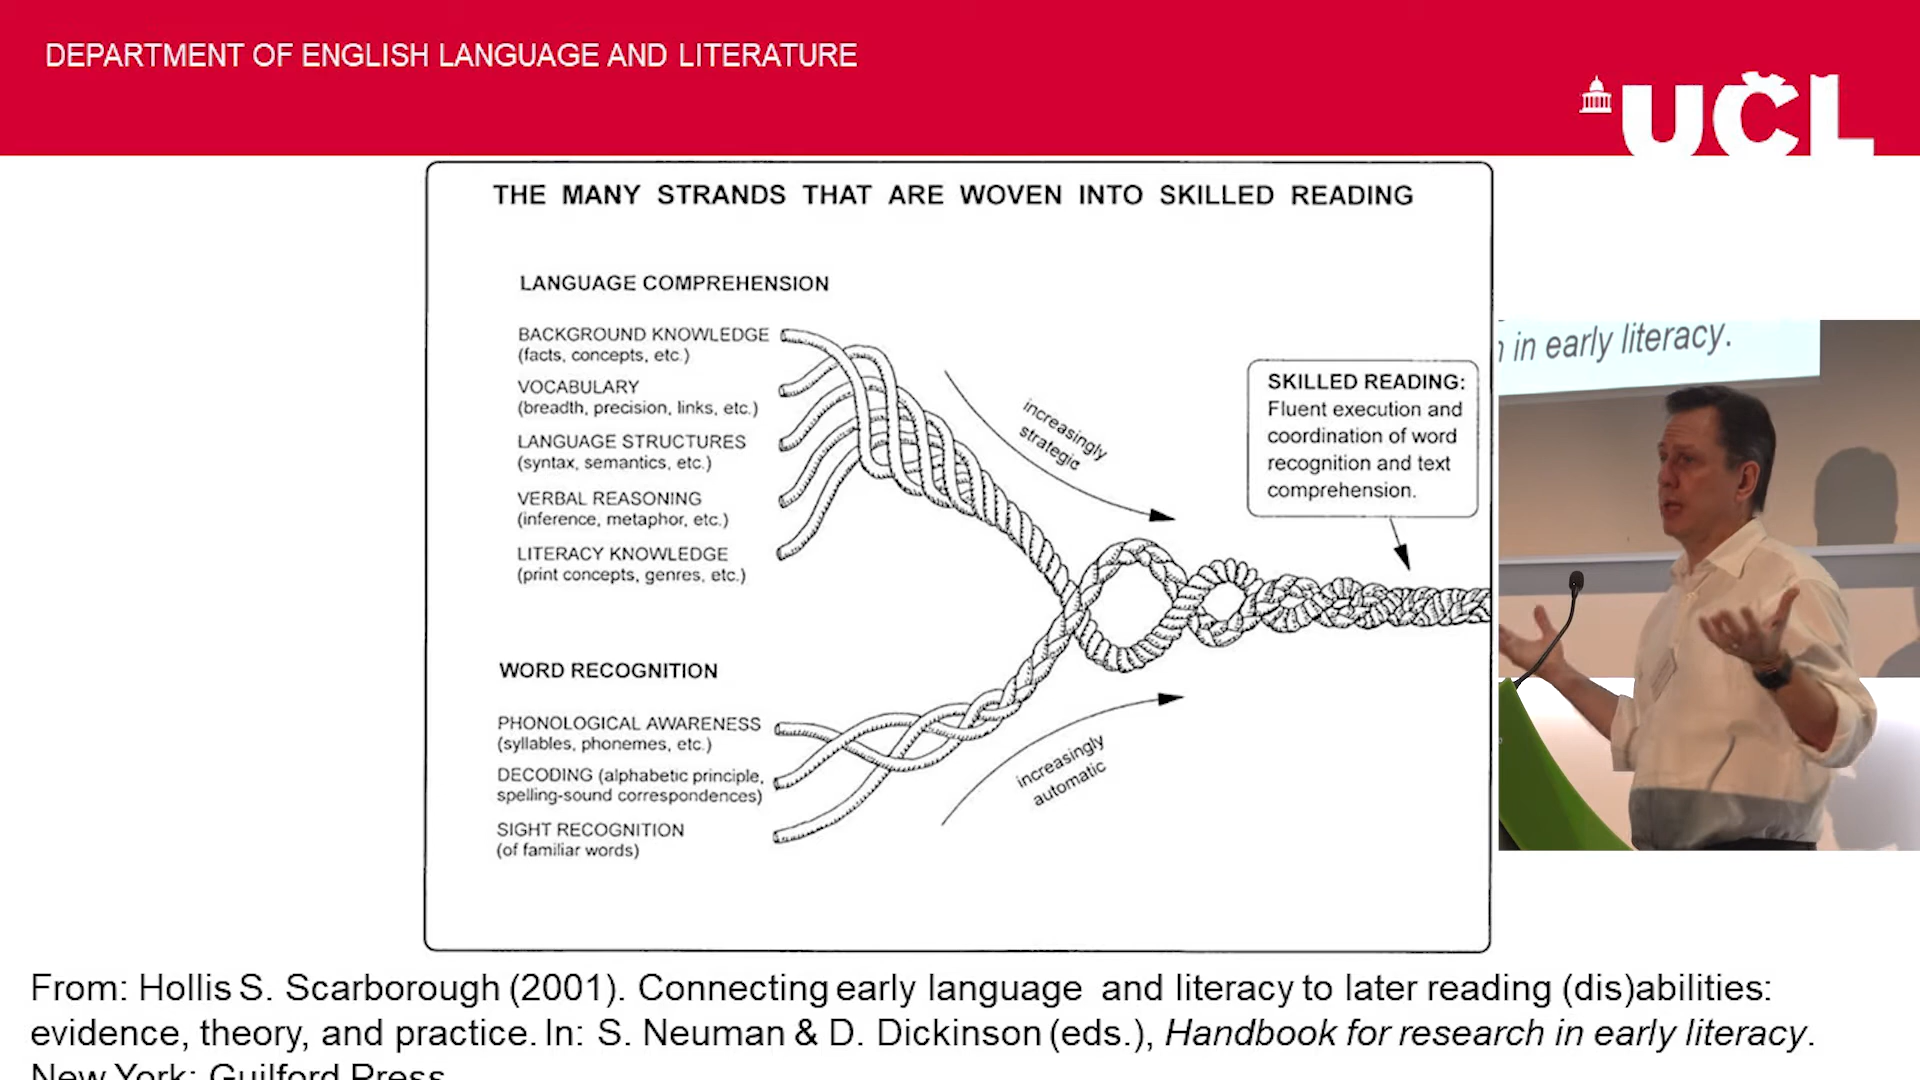 DEPARTMENT OF ENGLISH LANGUAGE AND LITERATURE
UCL
THE MANY STRANDS THAT ARE WOVEN INTO SKILLED READING
LANGUAGE COMPREHENSION
BACKGROUND KNOWLEDGE
(facts, concepts, etc.)
VOCABULARY
(breadth, precision, links, etc.)
LANGUAGE STRUCTURES
(syntax, semantics, etc.)
VERBAL REASONING
(inference, metaphor, etc.)
LITERACY KNOWLEDGE
(print concepts, genres, etc.)
increasingly
strategic
SKILLED READING:
Fluent execution and
coordination of word
recognition and text
comprehension.
in early literacy.
WORD RECOGNITION
PHONOLOGICAL AWARENESS
(syllables, phonemes, etc.)
DECODING (alphabetic principle,
spelling-sound correspondences)
SIGHT RECOGNITION
(of familiar words)
increasingly
automatic
From: Hollis S. Scarborough (2001). Connecting early language and literacy to later reading (dis)abilities:
evidence, theory, and practice. In: S. Neuman & D. Dickinson (eds.), Handbook for research in early literacy.
New York: Guilford Press